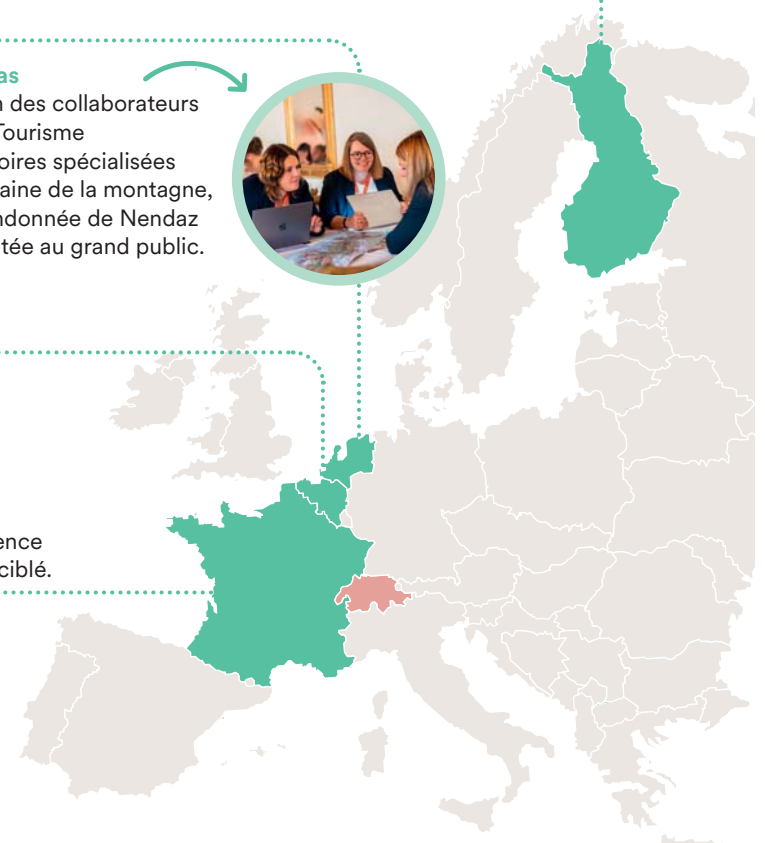 as
n des collaborateurs
Tourisme
oires spécialisées
aine de la montagne,
ndonnée de Nendaz
tée au grand public.
ence
ciblé.